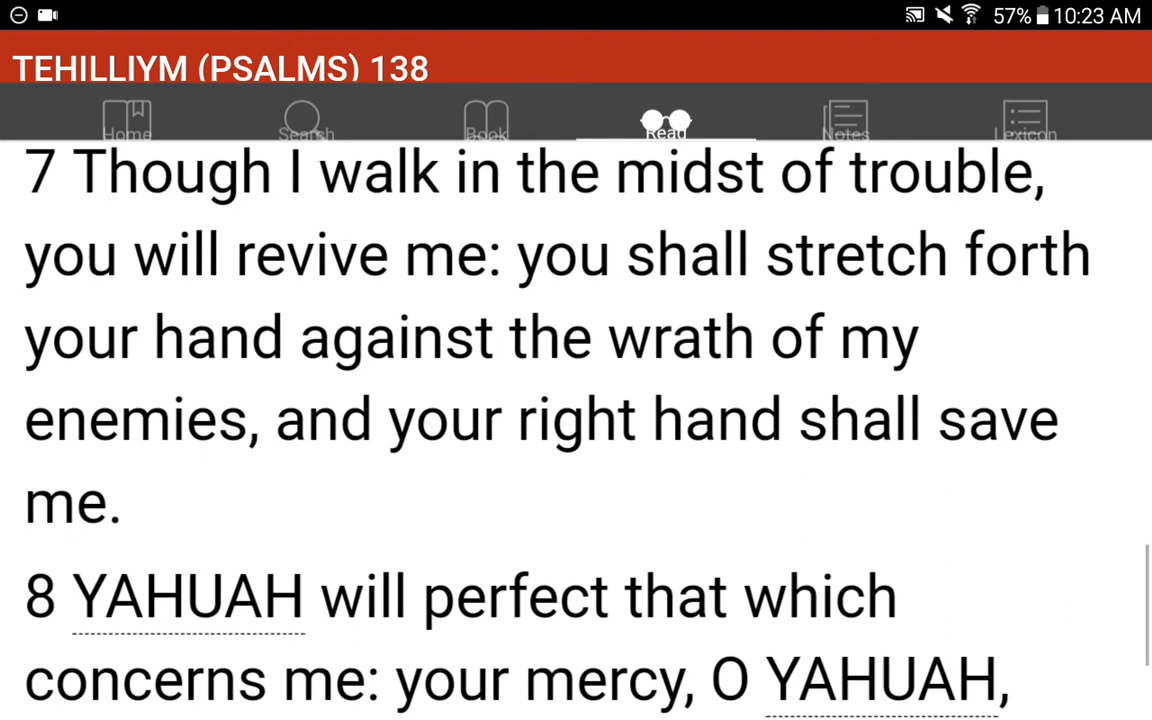 57% 10:23 AM
TEHILLIYM (PSALMS) 138
Home Search Book Read Notes Lexicon
7 Though I walk in the midst of trouble,
you will revive me: you shall stretch forth
your hand against the wrath of my
enemies, and your right hand shall save
me.
8 YAHUAH will perfect that which
concerns me: your mercy, O YAHUAH,